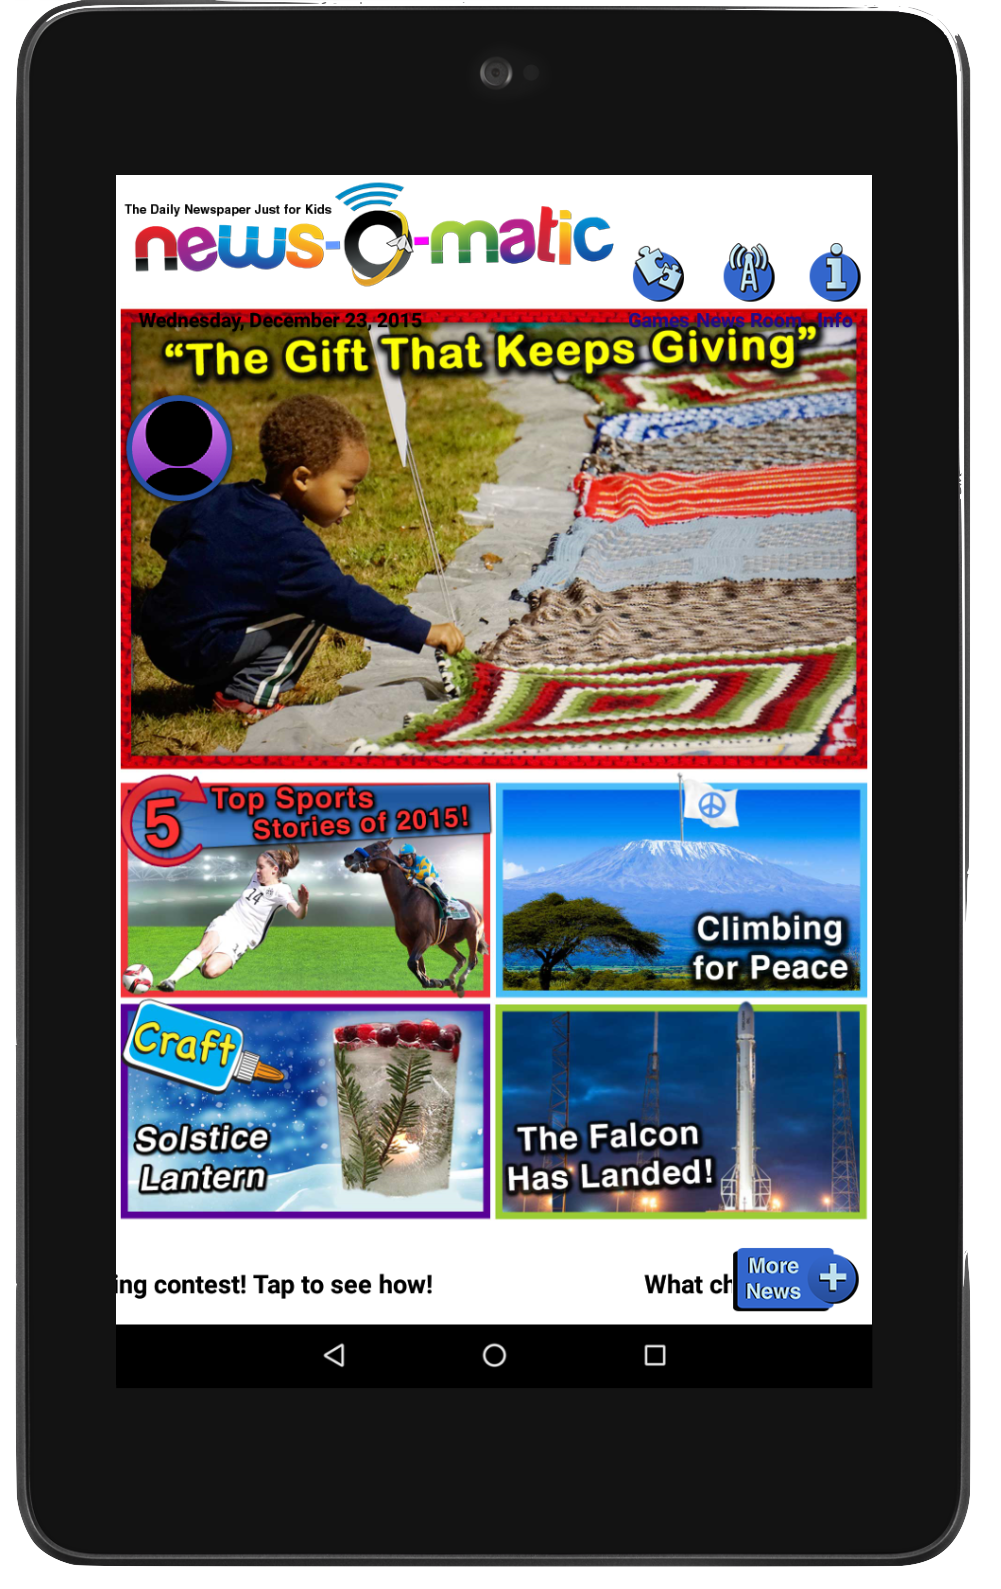 The Daily Newspaper Just for Kids
news-O-matic
Wednesday, December 23, 2015
Games News Room Info
“The Gift That Keeps Giving”
5 Top Sports
Stories of 2015!
14
Climbing
for Peace
Craft
Solstice
Lantern
The Falcon
Has Landed!
ing contest! Tap to see how!
What ch
More
News